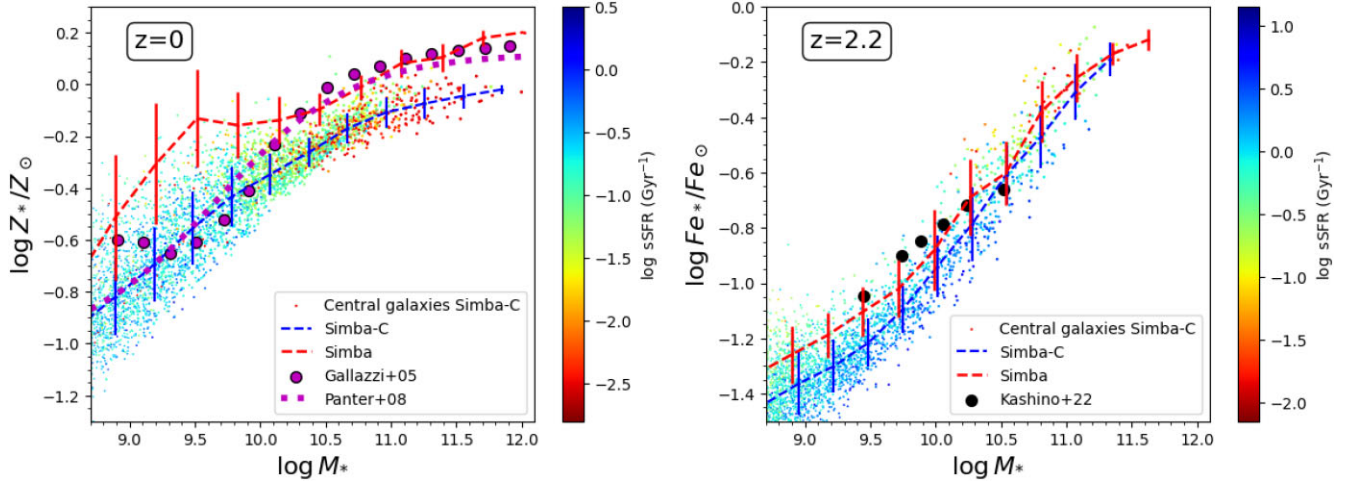 z=0
log Z*/Z⊙
0.2
0.0
−0.2
−0.4
−0.6
−0.8
−1.0
−1.2
9.0 9.5 10.0 10.5 11.0 11.5 12.0
log M*
Central galaxies Simba-C
Simba-C
Simba
Gallazzi+05
Panter+08
0.5
0.0
−0.5
−1.0
−1.5
−2.0
−2.5
log sSFR (Gyr⁻¹)
z=2.2
log Fe*/Fe⊙
0.0
−0.2
−0.4
−0.6
−0.8
−1.0
−1.2
−1.4
9.0 9.5 10.0 10.5 11.0 11.5 12.0
log M*
Central galaxies Simba-C
Simba-C
Simba
Kashino+22
1.0
0.5
0.0
−0.5
−1.0
−1.5
−2.0
log sSFR (Gyr⁻¹)